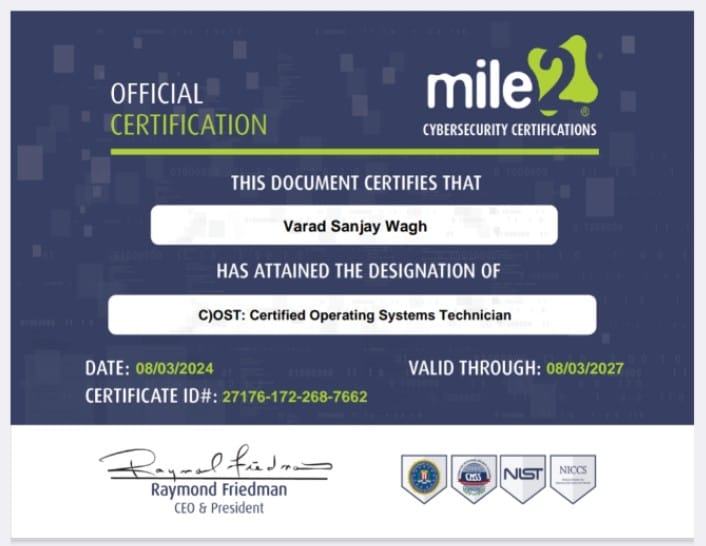 OFFICIAL
CERTIFICATION
mile2®
CYBERSECURITY CERTIFICATIONS
THIS DOCUMENT CERTIFIES THAT
Varad Sanjay Wagh
HAS ATTAINED THE DESIGNATION OF
C)OST: Certified Operating Systems Technician
DATE: 08/03/2024
VALID THROUGH: 08/03/2027
CERTIFICATE ID#: 27176-172-268-7662
Raymond Friedman
Raymond Friedman
CEO & President
CNSS
NIST
NICCS